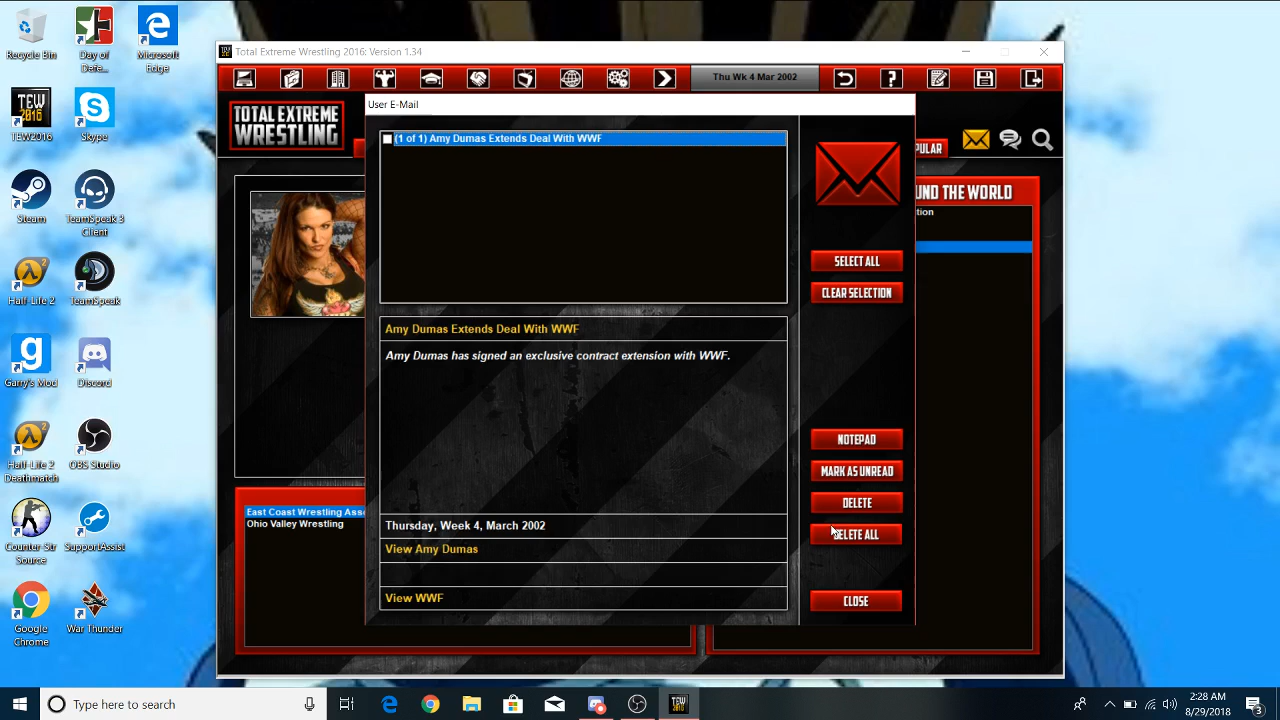 Recycle Bin
Day of Defe...
Microsoft Edge
TEW2016
Skype
Steam
TeamSpeak 3 Client
Half-Life 2
TeamSpeak
Garry's Mod
Discord
Half-Life 2 Deathmatch
OBS Studio
Counter-Str Source
SupportAssist
Google Chrome
War Thunder
Total Extreme Wrestling 2016: Version 1.34
Thu Wk 4 Mar 2002
TOTAL EXTREME
WRESTLING
User E-Mail
(1 of 1) Amy Dumas Extends Deal With WWF
PULAR
UND THE WORLD
tion
SELECT ALL
CLEAR SELECTION
Amy Dumas Extends Deal With WWF
Amy Dumas has signed an exclusive contract extension with WWF.
NOTEPAD
MARK AS UNREAD
DELETE
DELETE ALL
CLOSE
East Coast Wrestling Asso
Ohio Valley Wrestling
Thursday, Week 4, March 2002
View Amy Dumas
View WWF
Type here to search
2:28 AM
8/29/2018
3